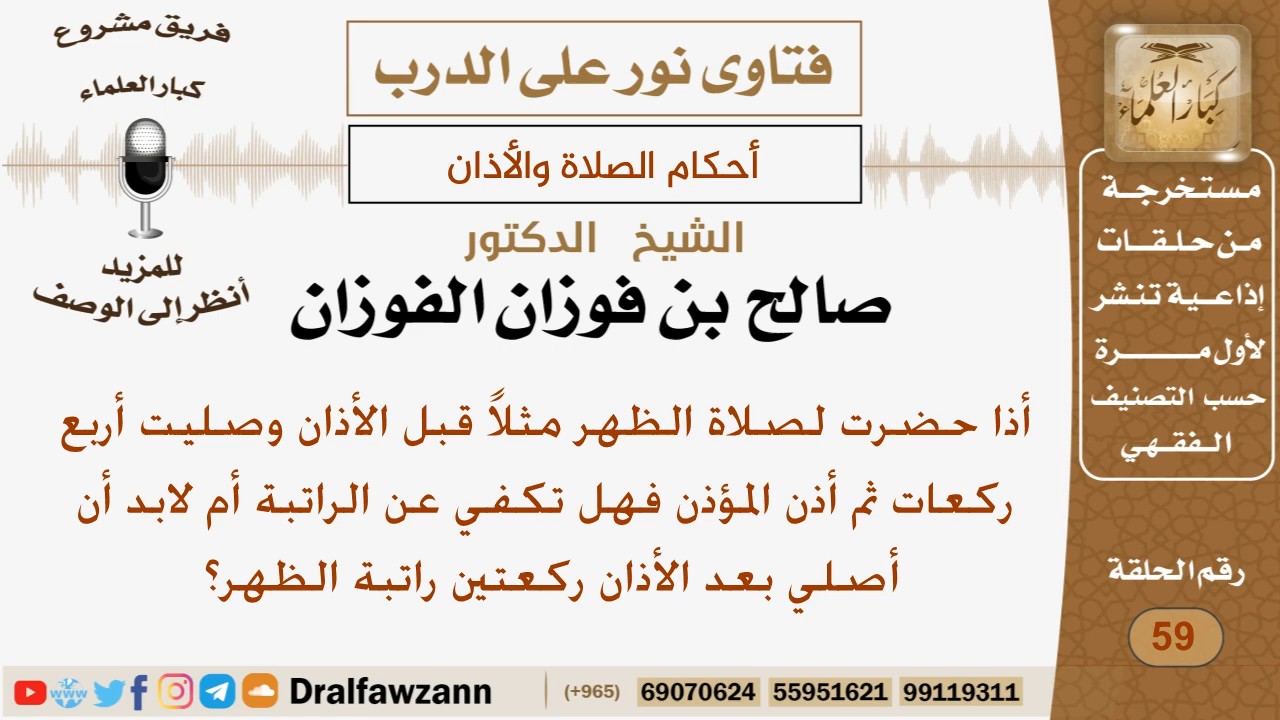 فريق مشروع
كبار العلماء
للمزيد
أنظر إلى الوصف
فتاوى نور على الدرب
أحكام الصلاة والأذان
الشيخ الدكتور
صالح بن فوزان الفوزان
أذا حضرت لصلاة الظهر مثلاً قبل الأذان وصليت أربع
ركعات ثم أذن المؤذن فهل تكفي عن الراتبة أم لابد أن
أصلي بعد الأذان ركعتين راتبة الظهر؟
كبار العلماء
مستخرجة
من حلقات
إذاعية تنشر
لأول مرة
حسب التصنيف
الفقهي
رقم الحلقة
59
www
Dralfawzann
(+965) 69070624 55951621 99119311